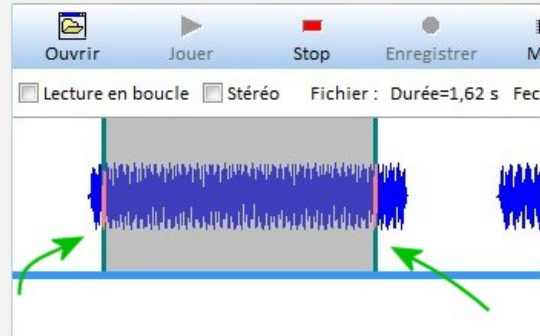 Ouvrir Jouer Stop Enregistrer
Lecture en boucle Stéréo Fichier : Durée=1,62 s